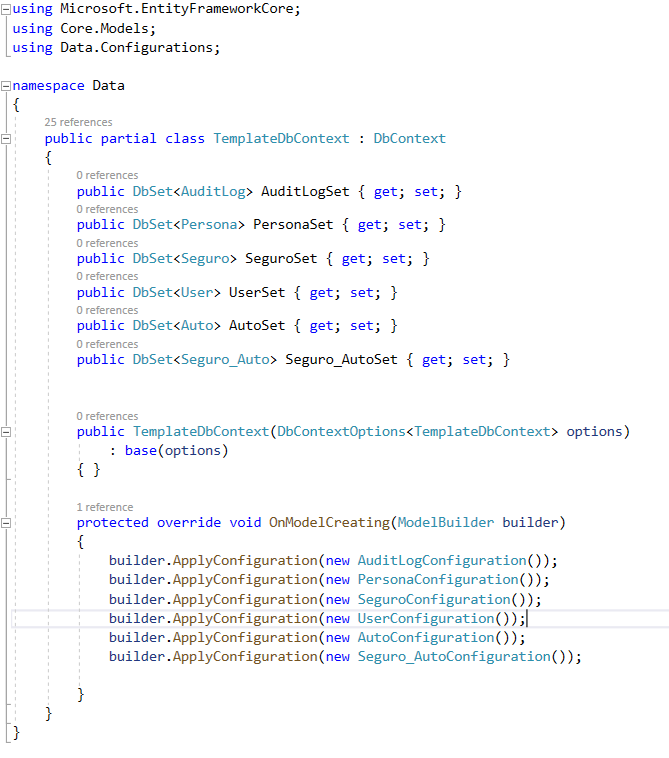 using Microsoft.EntityFrameworkCore;
using Core.Models;
using Data.Configurations;
namespace Data
{
25 references
public partial class TemplateDbContext : DbContext
{
0 references
public DbSet<AuditLog> AuditLogSet { get; set; }
0 references
public DbSet<Persona> PersonaSet { get; set; }
0 references
public DbSet<Seguro> SeguroSet { get; set; }
0 references
public DbSet<User> UserSet { get; set; }
0 references
public DbSet<Auto> AutoSet { get; set; }
0 references
public DbSet<Seguro_Auto> Seguro_AutoSet { get; set; }
0 references
public TemplateDbContext(DbContextOptions<TemplateDbContext> options)
: base(options)
{ }
1 reference
protected override void OnModelCreating(ModelBuilder builder)
{
builder.ApplyConfiguration(new AuditLogConfiguration());
builder.ApplyConfiguration(new PersonaConfiguration());
builder.ApplyConfiguration(new SeguroConfiguration());
builder.ApplyConfiguration(new UserConfiguration());
builder.ApplyConfiguration(new AutoConfiguration());
builder.ApplyConfiguration(new Seguro_AutoConfiguration());
}
}
}